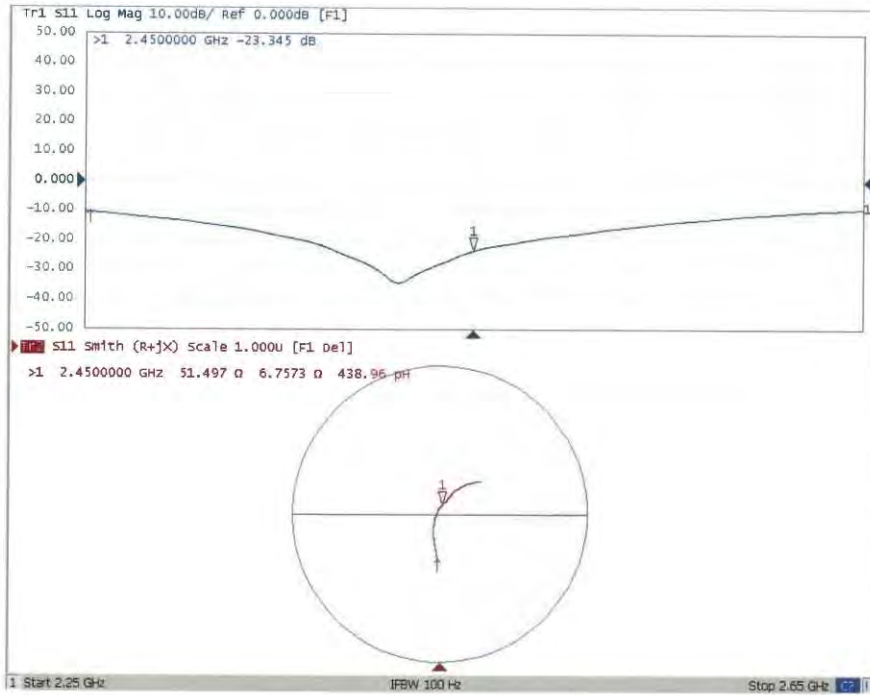 Tr1 S11 Log Mag 10.00dB/ Ref 0.000dB [F1]
50.00
>1 2.4500000 GHz -23.345 dB
40.00
30.00
20.00
10.00
0.000
-10.00
1
-20.00
1
-30.00
-40.00
-50.00
S11 Smith (R+jX) Scale 1.000U [F1 Del]
>1 2.4500000 GHz 51.497 Ω 6.7573 Ω 438.96 pH
1
1 Start 2.25 GHz IFBW 100 Hz Stop 2.65 GHz